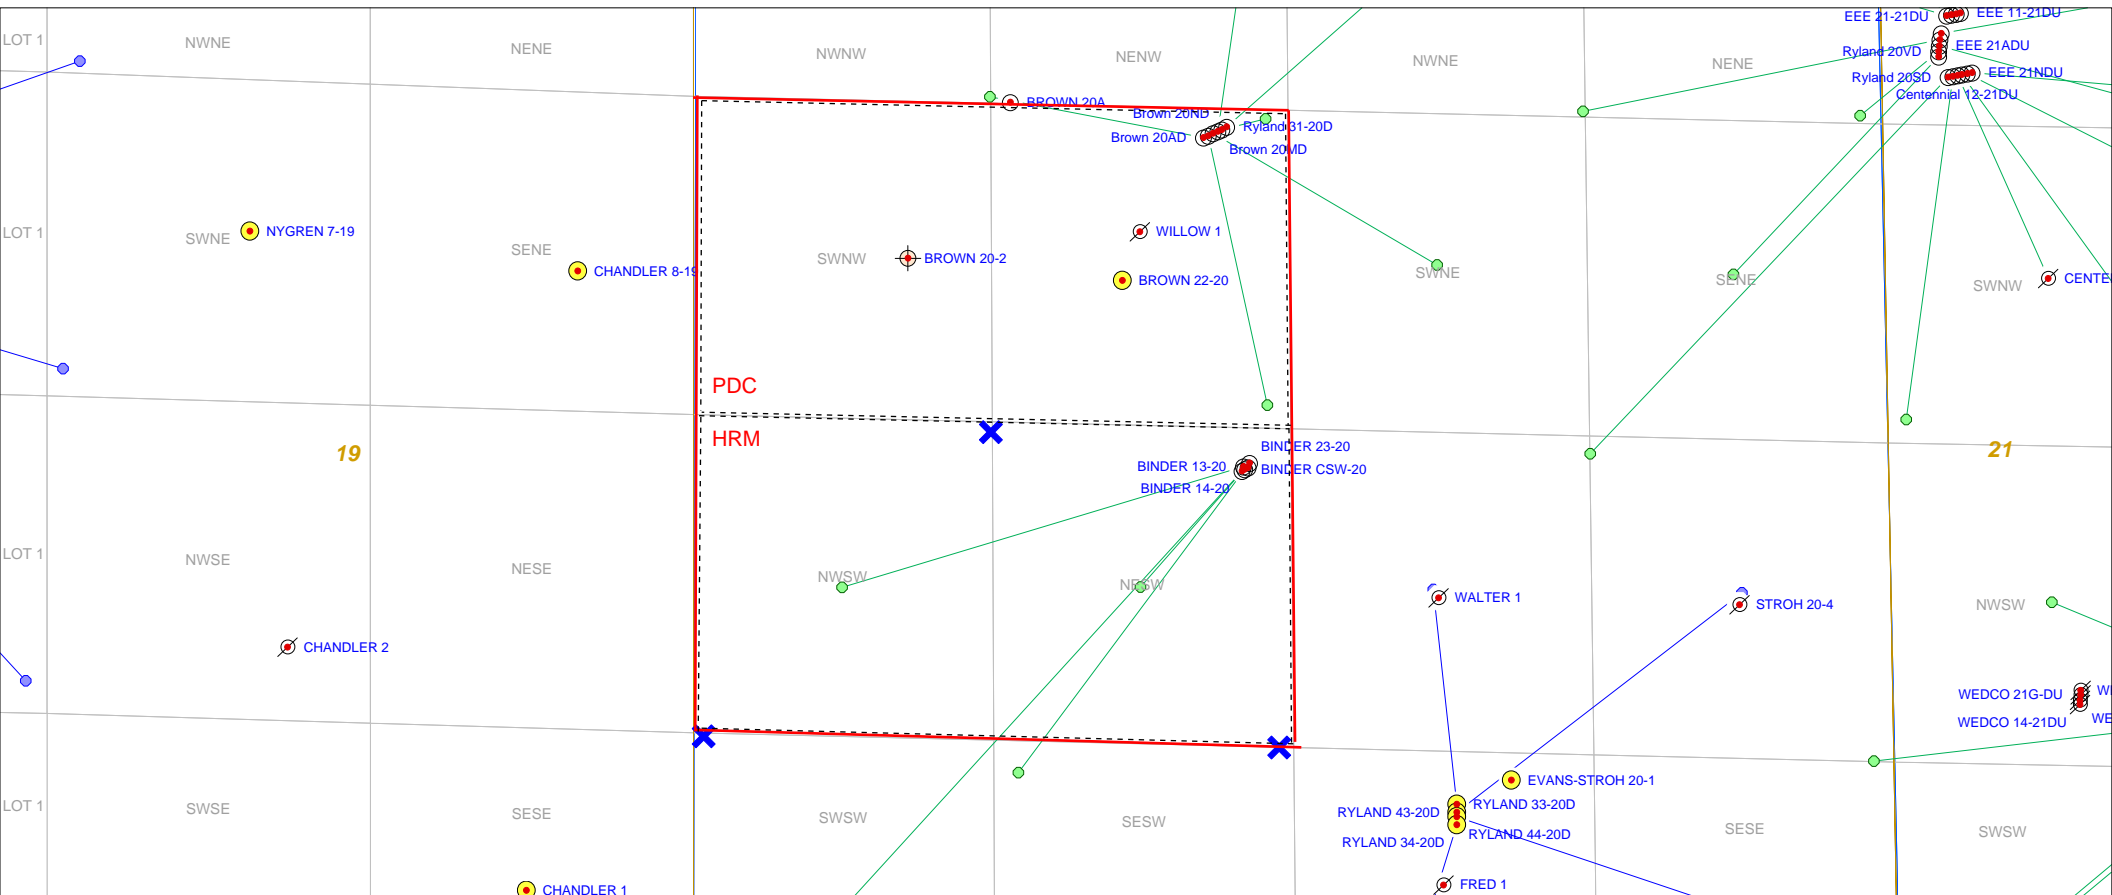 EEE 21-21DU
EEE 11-21DU
LOT 1
NWNE
NENE
NWNW
NENW
NWNE
NENE
Ryland 20VD
EEE 21ADU
Ryland 20SD
EEE 21NDU
Centennial 12-21DU
BROWN 20A
Brown 20ND
Ryland 31-20D
Brown 20AD
Brown 20MD
LOT 1
SWNE
NYGREN 7-19
SENE
CHANDLER 8-19
SWNW
BROWN 20-2
WILLOW 1
BROWN 22-20
SWNE
SENE
SWNW
CENTE
PDC
HRM
19
21
BINDER 23-20
BINDER 13-20
BINDER CSW-20
BINDER 14-20
LOT 1
NWSE
NESE
NWSW
NESW
WALTER 1
STROH 20-4
NWSW
CHANDLER 2
WEDCO 21G-DU
WEDCO 14-21DU
WE
LOT 1
SWSE
SESE
SWSW
SESW
EVANS-STROH 20-1
RYLAND 43-20D
RYLAND 33-20D
RYLAND 34-20D
RYLAND 44-20D
SESE
SWSW
CHANDLER 1
FRED 1